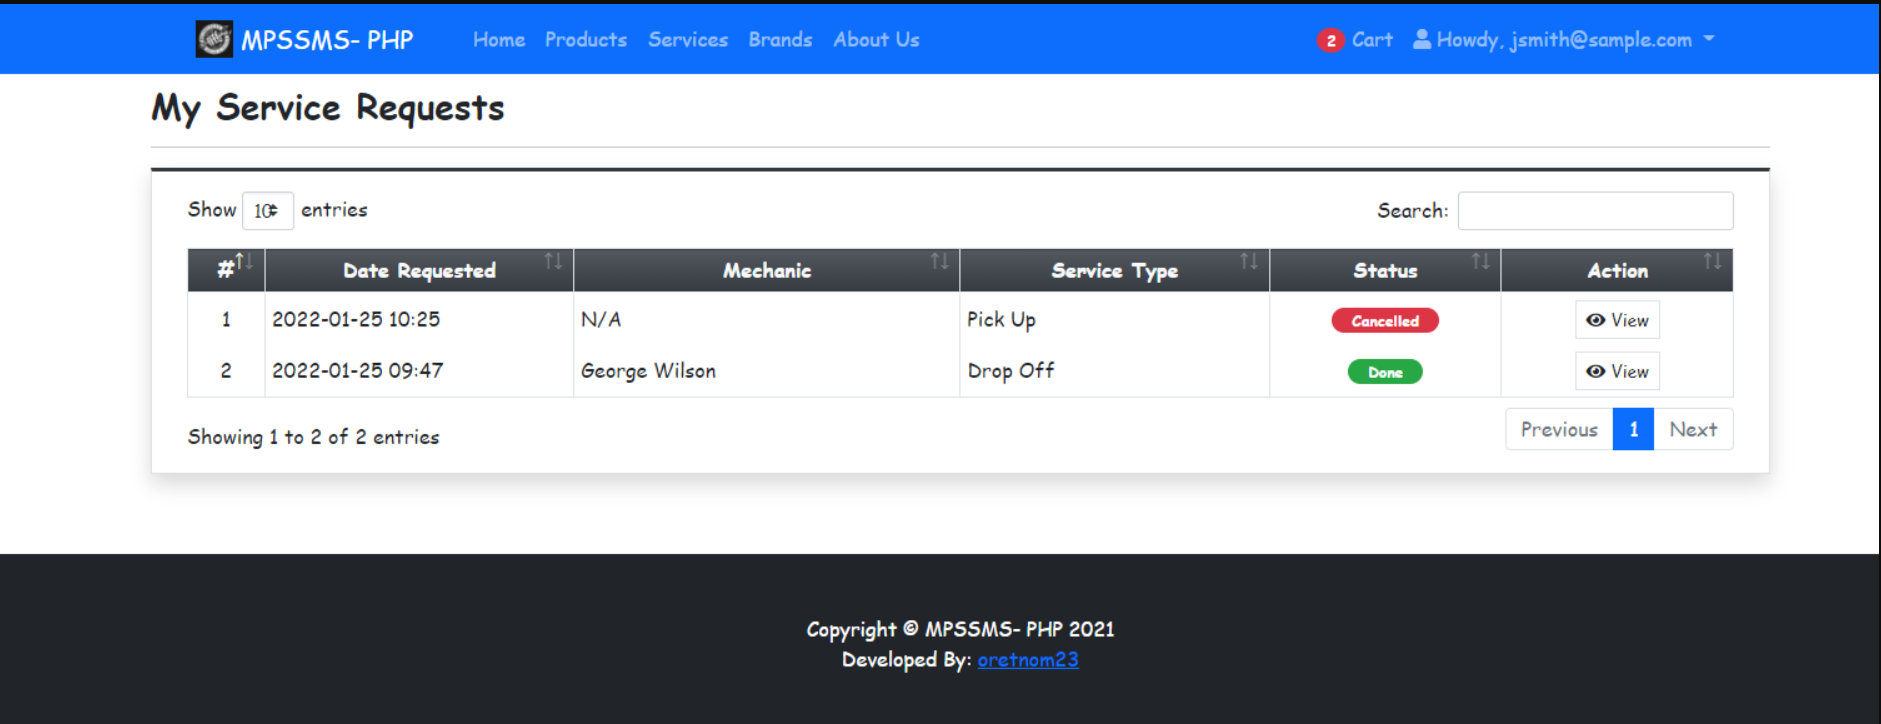 MPSSMS- PHP Home Products Services Brands About Us 2 Cart Howdy, jsmith@sample.com
My Service Requests
Show 10 entries Search:
# Date Requested Mechanic Service Type Status Action
1 2022-01-25 10:25 N/A Pick Up Cancelled View
2 2022-01-25 09:47 George Wilson Drop Off Done View
Showing 1 to 2 of 2 entries Previous 1 Next
Copyright © MPSSMS- PHP 2021
Developed By: oretnom23